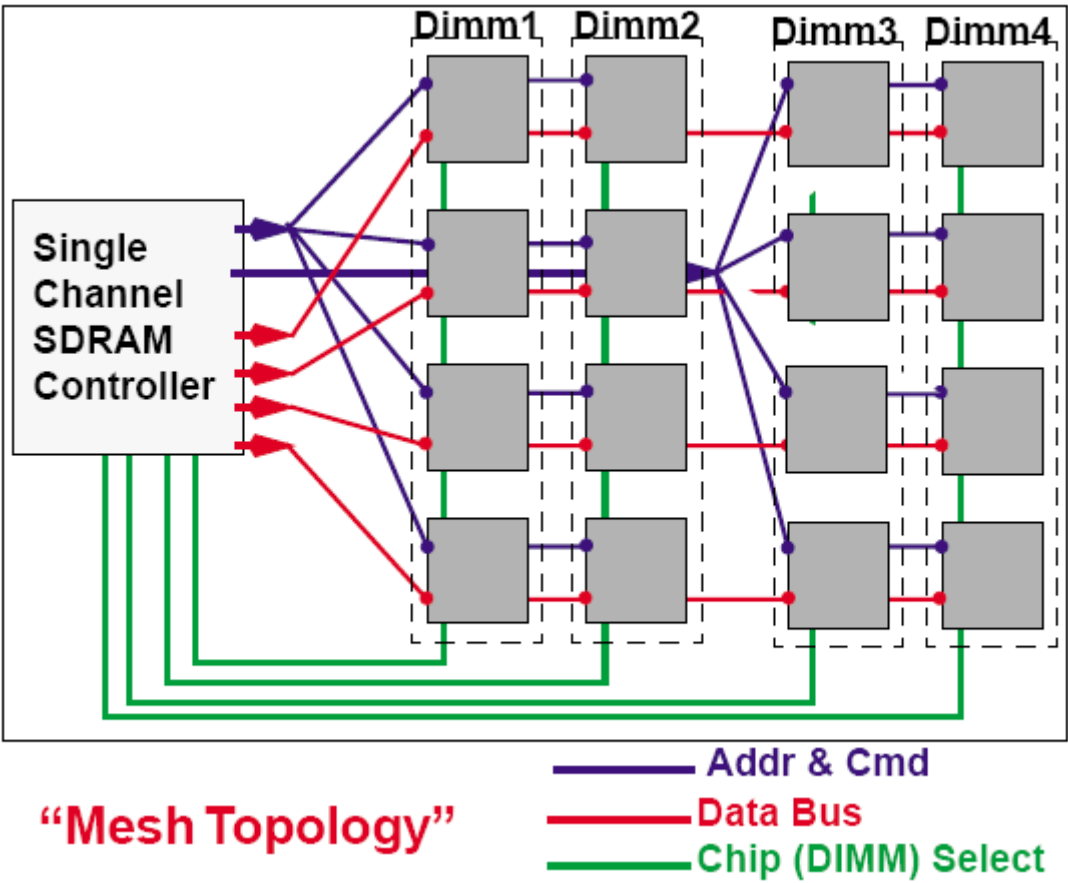 Dimm1 Dimm2 Dimm3 Dimm4
Single
Channel
SDRAM
Controller
Addr & Cmd
“Mesh Topology”
Data Bus
Chip (DIMM) Select